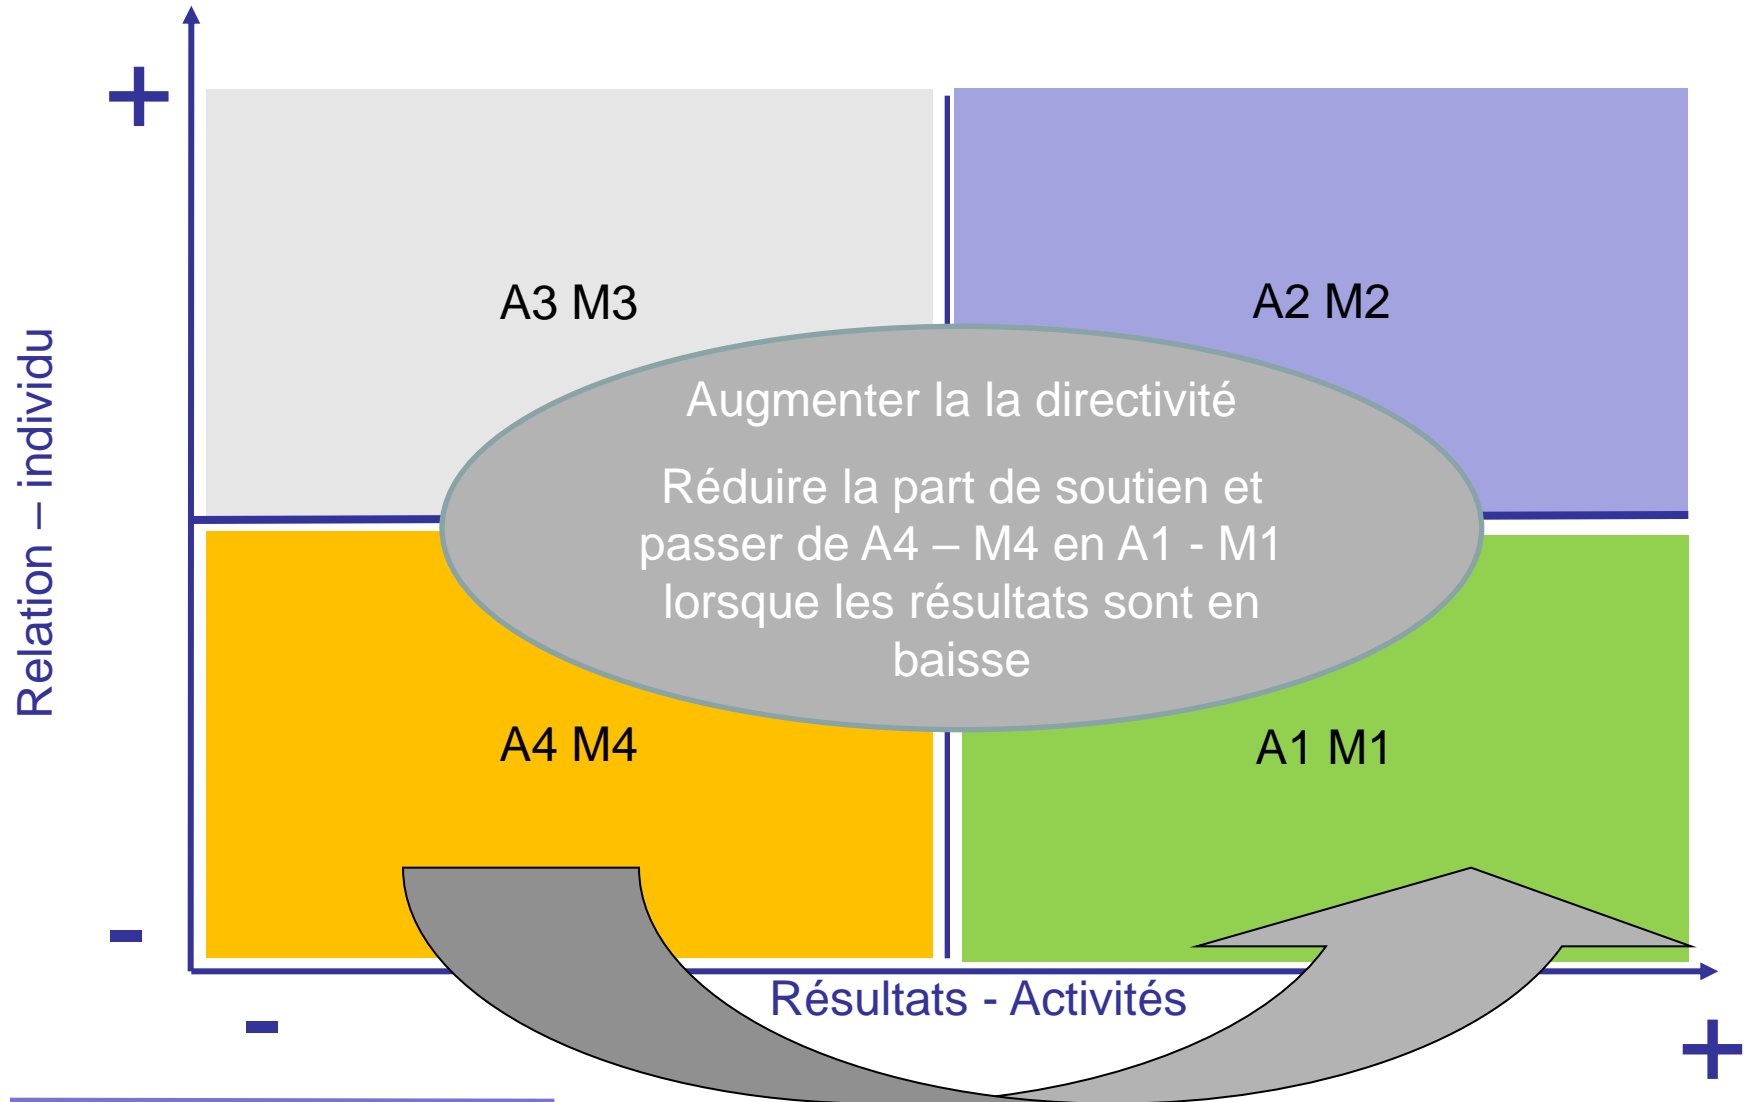 +
A3 M3
A2 M2
Relation – individu
Augmenter la la directivité
Réduire la part de soutien et
passer de A4 – M4 en A1 - M1
lorsque les résultats sont en
baisse
A4 M4
A1 M1
-
Résultats - Activités
-
+